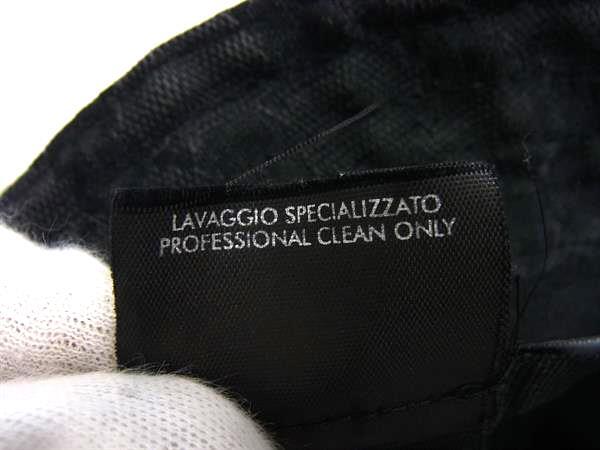 LAVAGGIO SPECIALIZZATO
PROFESSIONAL CLEAN ONLY